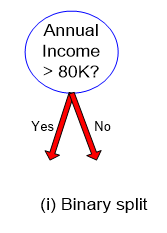 Annual
Income
> 80K?
Yes No
(i) Binary split